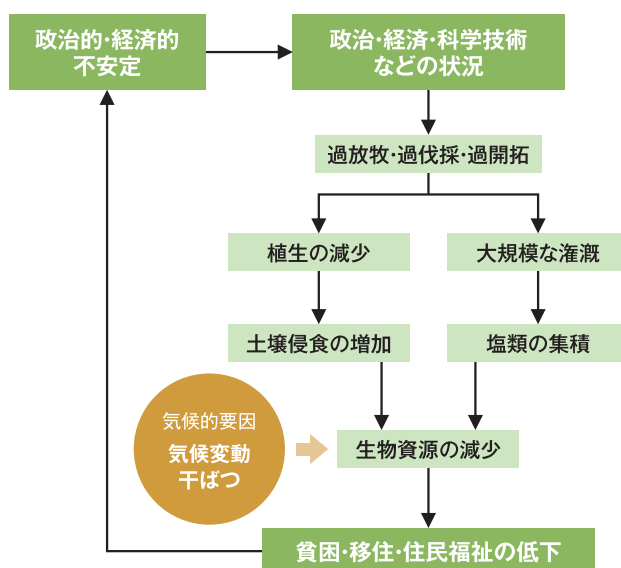 政治的・経済的
不安定
政治・経済・科学技術
などの状況
過放牧・過伐採・過開拓
植生の減少
大規模な潅漑
土壌侵食の増加
塩類の集積
気候的要因
気候変動
干ばつ
生物資源の減少
貧困・移住・住民福祉の低下